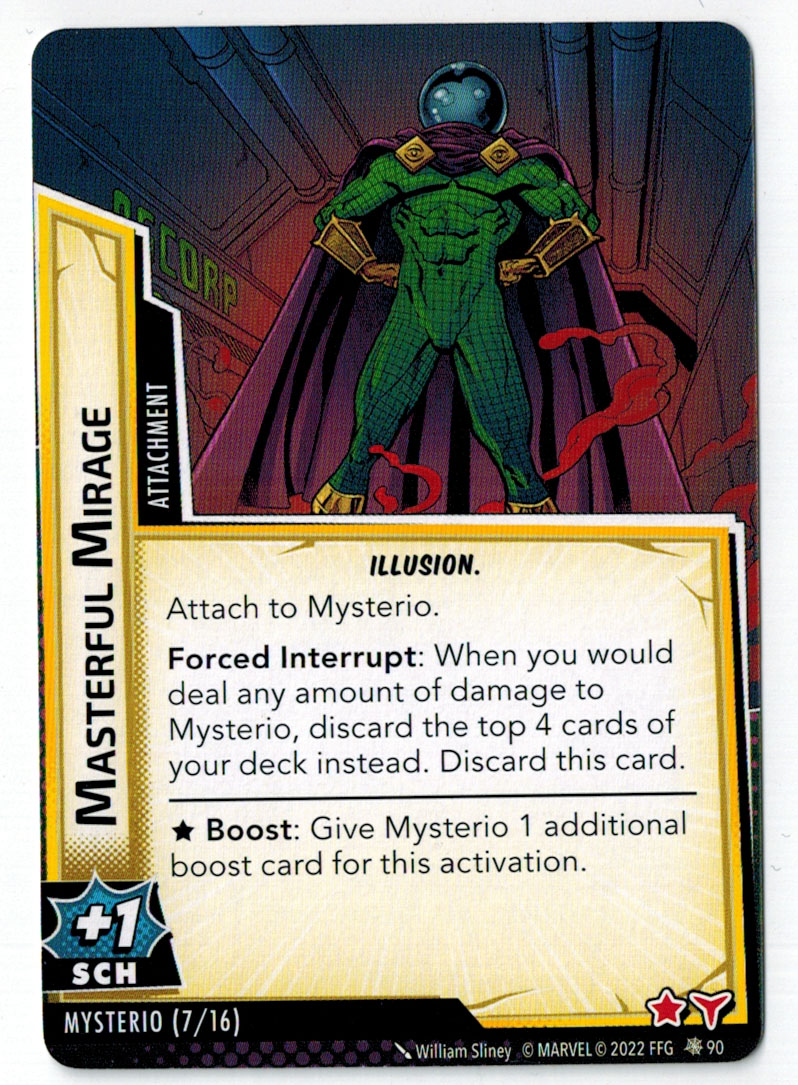 OSCORP
ATTACHMENT
MASTERFUL MIRAGE
ILLUSION.
Attach to Mysterio.
Forced Interrupt: When you would
deal any amount of damage to
Mysterio, discard the top 4 cards of
your deck instead. Discard this card.
★ Boost: Give Mysterio 1 additional
boost card for this activation.
+1
SCH
MYSTERIO (7/16)
William Sliney © MARVEL © 2022 FFG 90